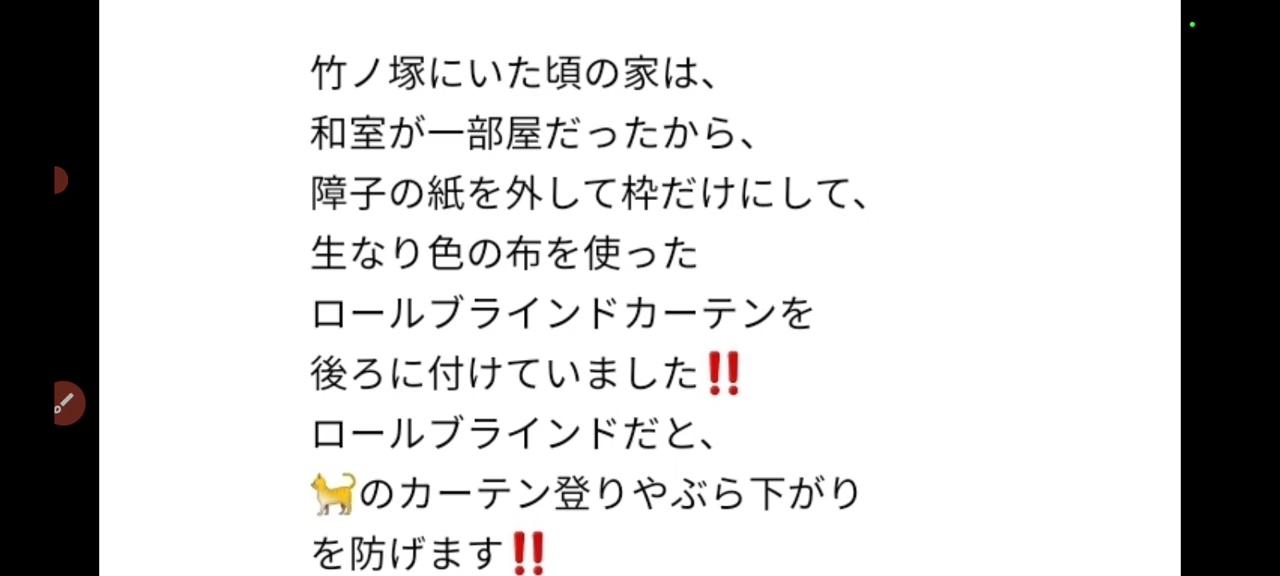 竹ノ塚にいた頃の家は、
和室が一部屋だったから、
障子の紙を外して枠だけにして、
生なり色の布を使った
ロールブラインドカーテンを
後ろに付けていました‼️
ロールブラインドだと、
🐈のカーテン登りやぶら下がり
を防げます‼️